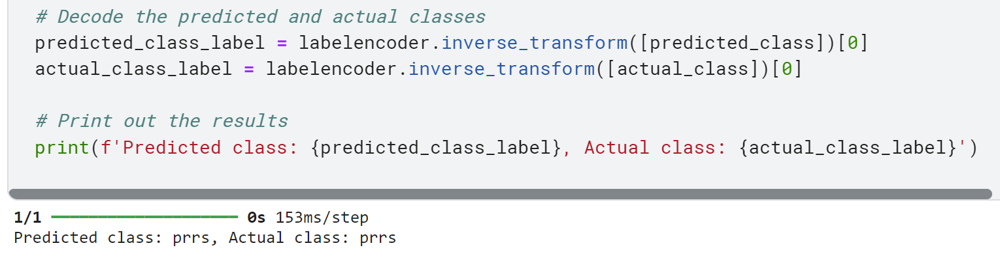 # Decode the predicted and actual classes
predicted_class_label = labelencoder.inverse_transform([predicted_class])[0]
actual_class_label = labelencoder.inverse_transform([actual_class])[0]
# Print out the results
print(f'Predicted class: {predicted_class_label}, Actual class: {actual_class_label}')
1/1 ━━━━━━━━━━━━━━━━━━━━ 0s 153ms/step
Predicted class: prrs, Actual class: prrs